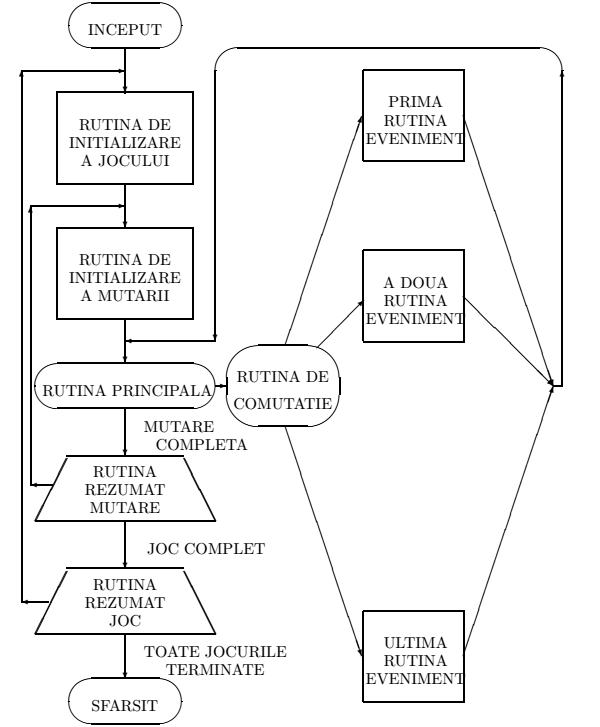 INCEPUT
RUTINA DE
INITIALIZARE
A JOCULUI
RUTINA DE
INITIALIZARE
A MUTARII
RUTINA PRINCIPALA
MUTARE
COMPLETA
RUTINA
REZUMAT
MUTARE
JOC COMPLET
RUTINA
REZUMAT
JOC
TOATE JOCURILE
TERMINATE
SFARSIT
RUTINA DE
COMUTATIE
PRIMA
RUTINA
EVENIMENT
A DOUA
RUTINA
EVENIMENT
ULTIMA
RUTINA
EVENIMENT